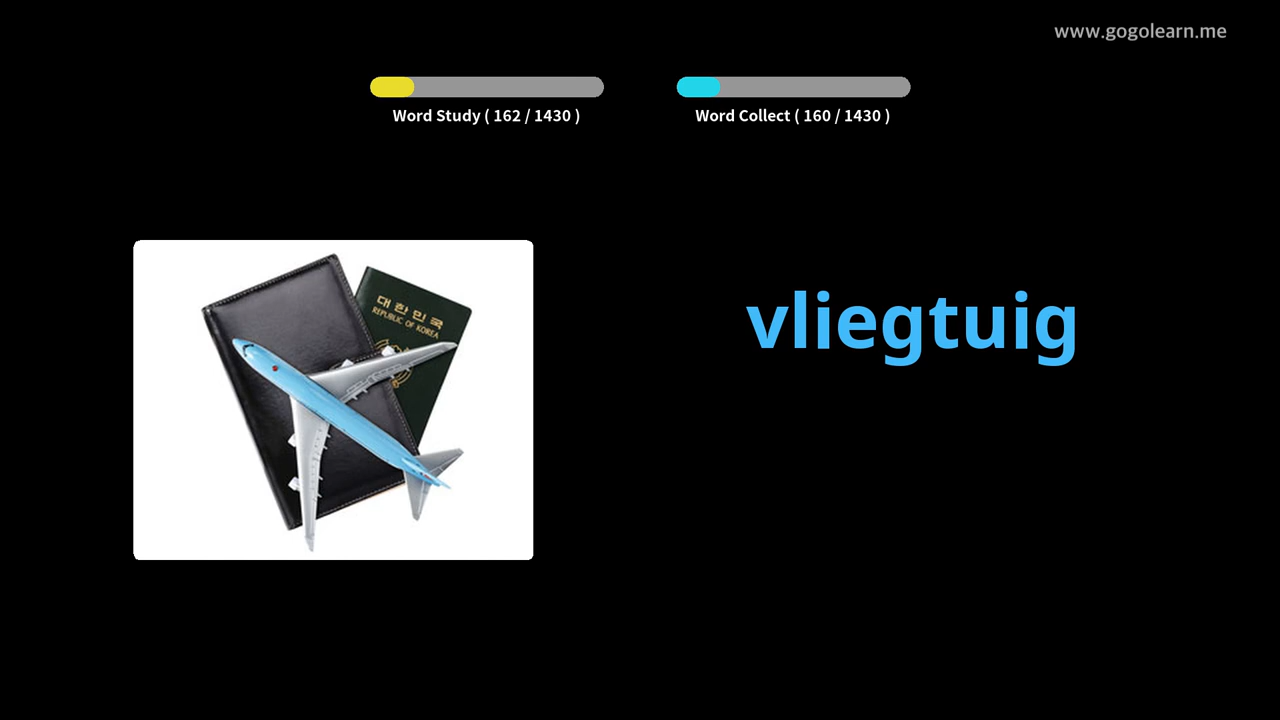 www.gogolearn.me
Word Study ( 162 / 1430 )
Word Collect ( 160 / 1430 )
대한민국
REPUBLIC OF KOREA
vliegtuig